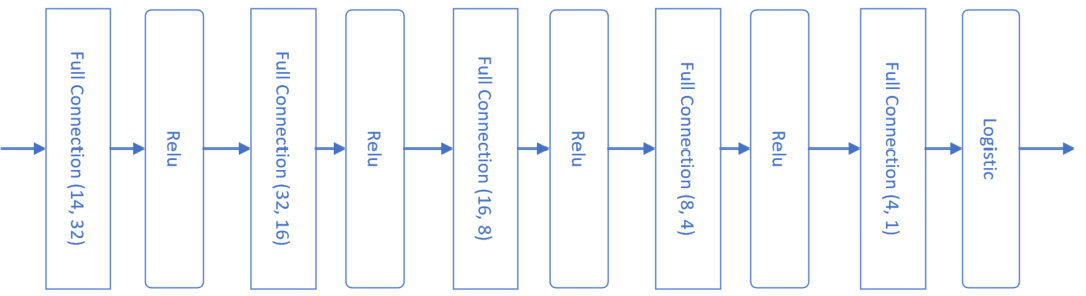 Full Connection (14, 32)
Relu
Full Connection (32, 16)
Relu
Full Connection (16, 8)
Relu
Full Connection (8, 4)
Relu
Full Connection (4, 1)
Logistic